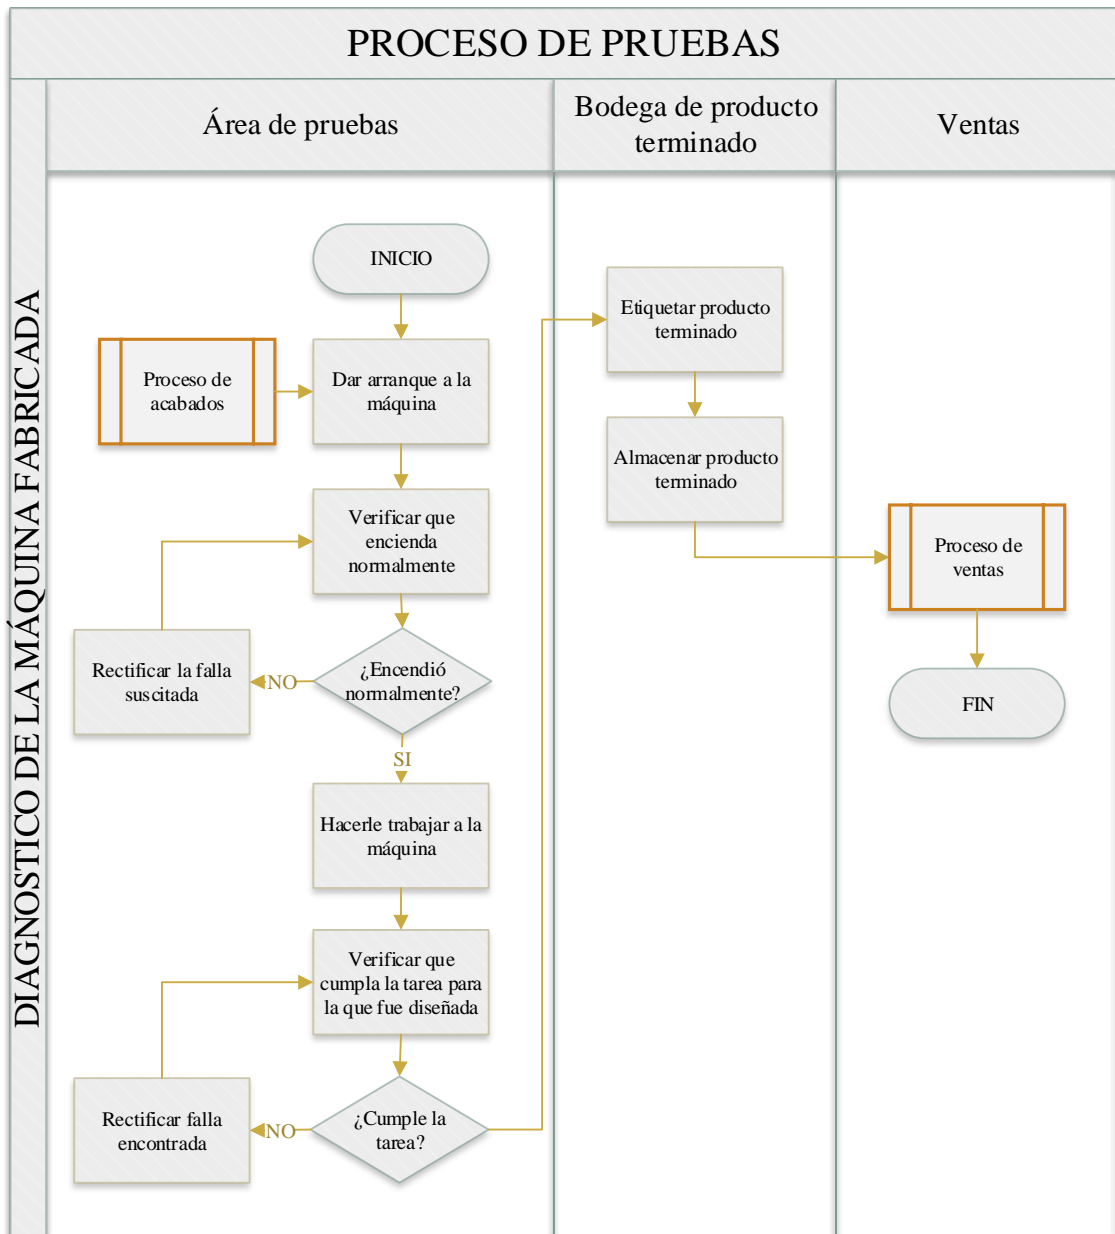 PROCESO DE PRUEBAS
DIAGNOSTICO DE LA MÁQUINA FABRICADA
Área de pruebas
Bodega de producto
terminado
Ventas
INICIO
Proceso de
acabados
Dar arranque a la
máquina
Verificar que
encienda
normalmente
¿Encendió
normalmente?
NO
Rectificar la falla
suscitada
SI
Hacerle trabajar a la
máquina
Verificar que
cumpla la tarea para
la que fue diseñada
¿Cumple la
tarea?
NO
Rectificar falla
encontrada
Etiquetar producto
terminado
Almacenar producto
terminado
Proceso de
ventas
FIN